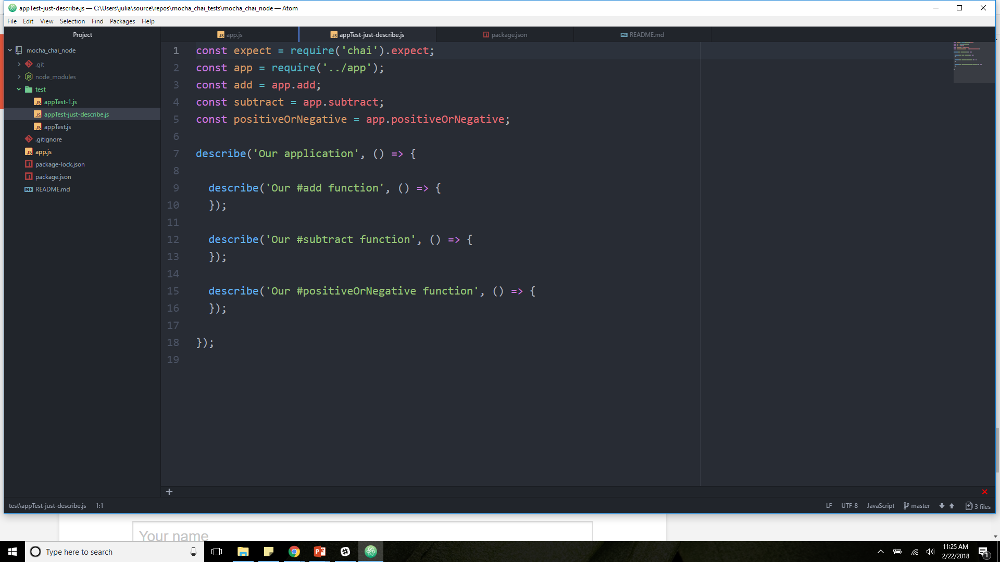 appTest-just-describe.js — C:\Users\julia\source\repos\mocha_chai_tests\mocha_chai_node — Atom
File Edit View Selection Find Packages Help
Project
mocha_chai_node
.git
node_modules
test
appTest-1.js
appTest-just-describe.js
appTest.js
.gitignore
app.js
package-lock.json
package.json
README.md
app.js appTest-just-describe.js package.json README.md
1 const expect = require('chai').expect;
2 const app = require('../app');
3 const add = app.add;
4 const subtract = app.subtract;
5 const positiveOrNegative = app.positiveOrNegative;
6
7 describe('Our application', () => {
8
9 describe('Our #add function', () => {
10 });
11
12 describe('Our #subtract function', () => {
13 });
14
15 describe('Our #positiveOrNegative function', () => {
16 });
17
18 });
19
test\appTest-just-describe.js 1:1 LF UTF-8 JavaScript master 3 files
Your name
Type here to search
11:25 AM
2/22/2018
1